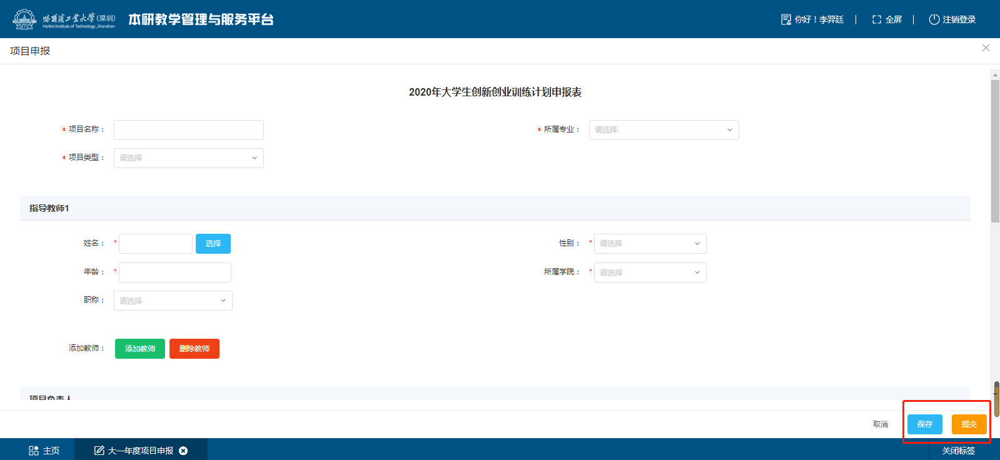 哈爾濱工業大學(深圳) 本研教学管理与服务平台 你好！李羿廷 全屏 注销登录
Harbin Institute of Technology, Shenzhen
项目申报
2020年大学生创新创业训练计划申报表
* 项目名称： * 所属专业： 请选择
* 项目类型： 请选择
指导教师1
姓名： * 选择 性别： * 请选择
年龄： * 所属学院： * 请选择
职称： 请选择
添加教师： 添加教师 删除教师
项目负责人
取消 保存 提交
主页 大一年度项目申报 关闭标签